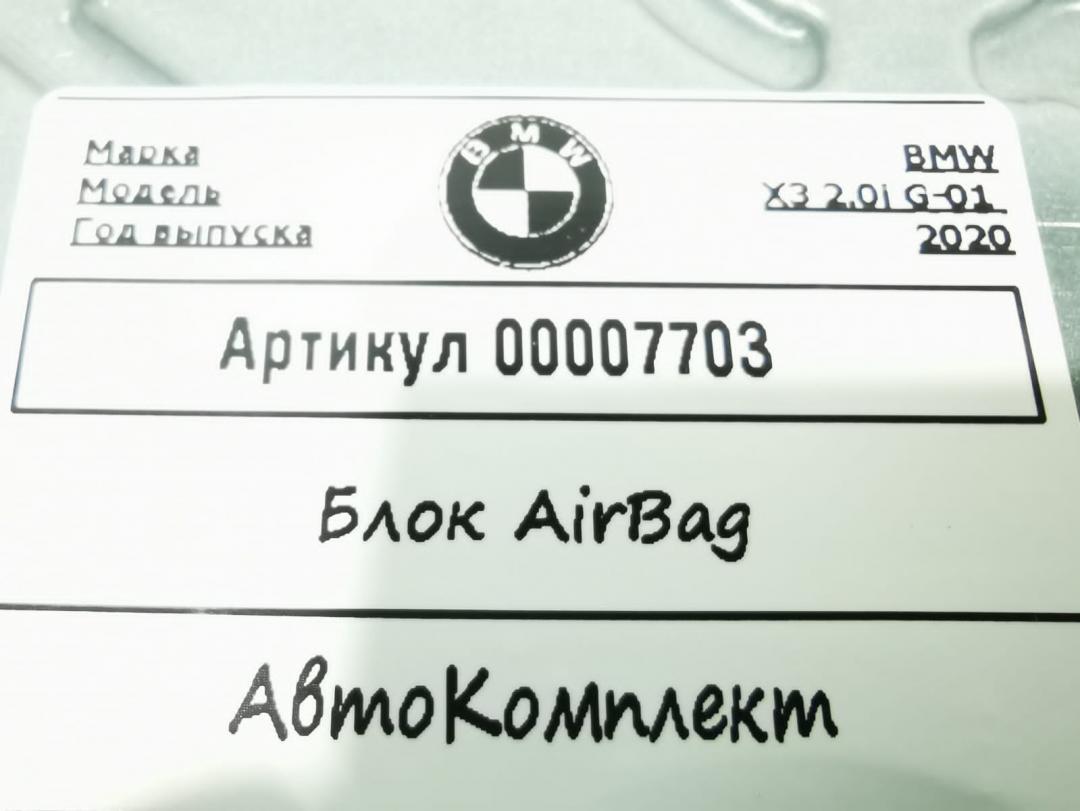 Марка BMW BMW
Модель X3 2.0i G-01
Год выпуска 2020
Артикул 00007703
Блок AirBag
АвтоКомплект